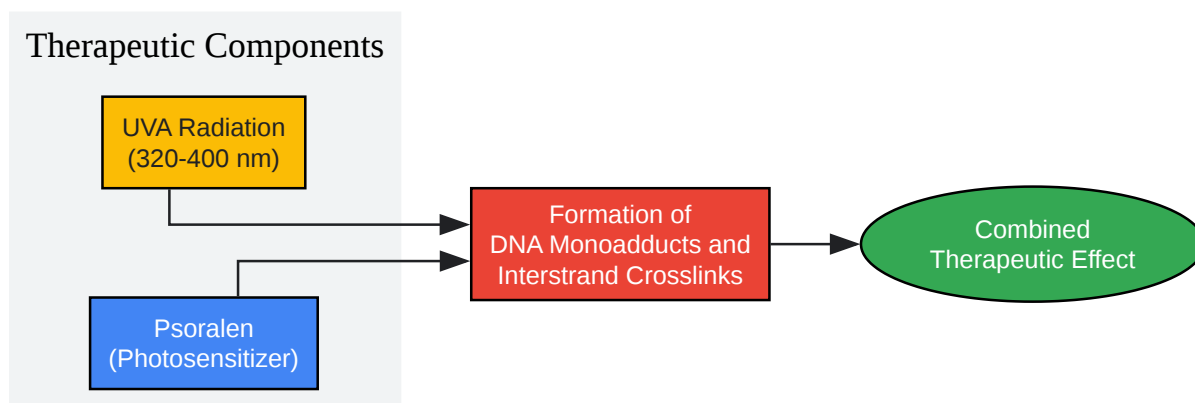 Therapeutic Components
UVA Radiation
(320-400 nm)
Psoralen
(Photosensitizer)
Formation of
DNA Monoadducts and
Interstrand Crosslinks
Combined
Therapeutic Effect